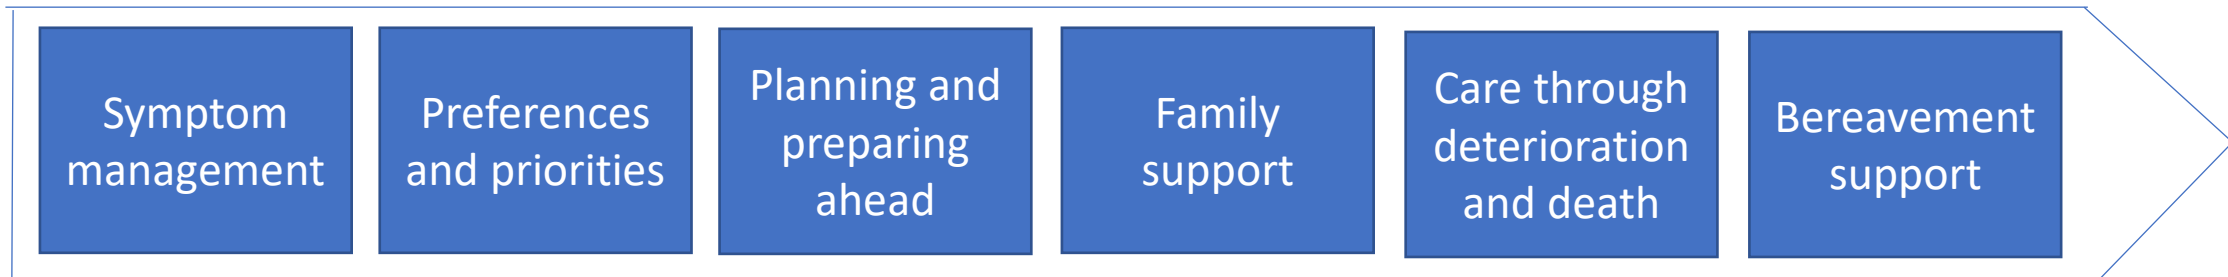 Symptom
management
Preferences
and priorities
Planning and
preparing
ahead
Family
support
Care through
deterioration
and death
Bereavement
support